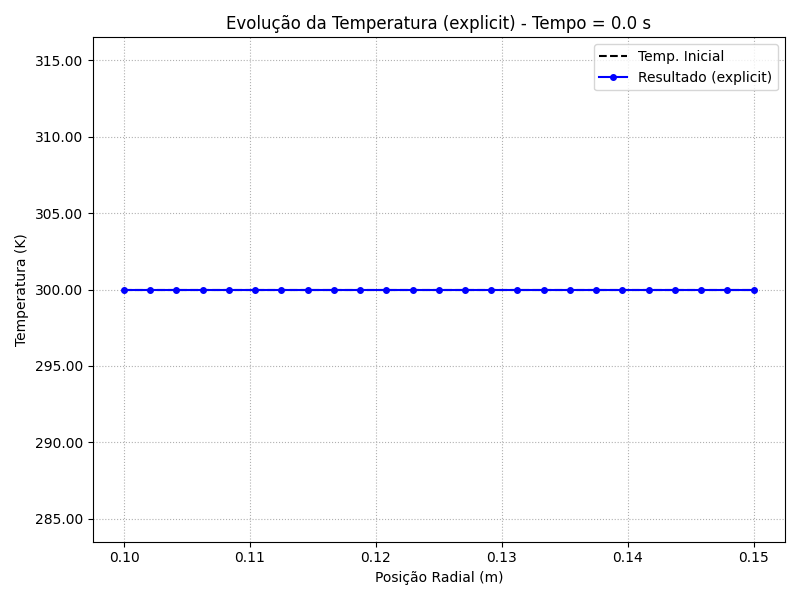 Evolução da Temperatura (explicit) - Tempo = 0.0 s
Temp. Inicial
Resultado (explicit)
Temperatura (K)
315.00
310.00
305.00
300.00
295.00
290.00
285.00
0.10
0.11
0.12
0.13
0.14
0.15
Posição Radial (m)